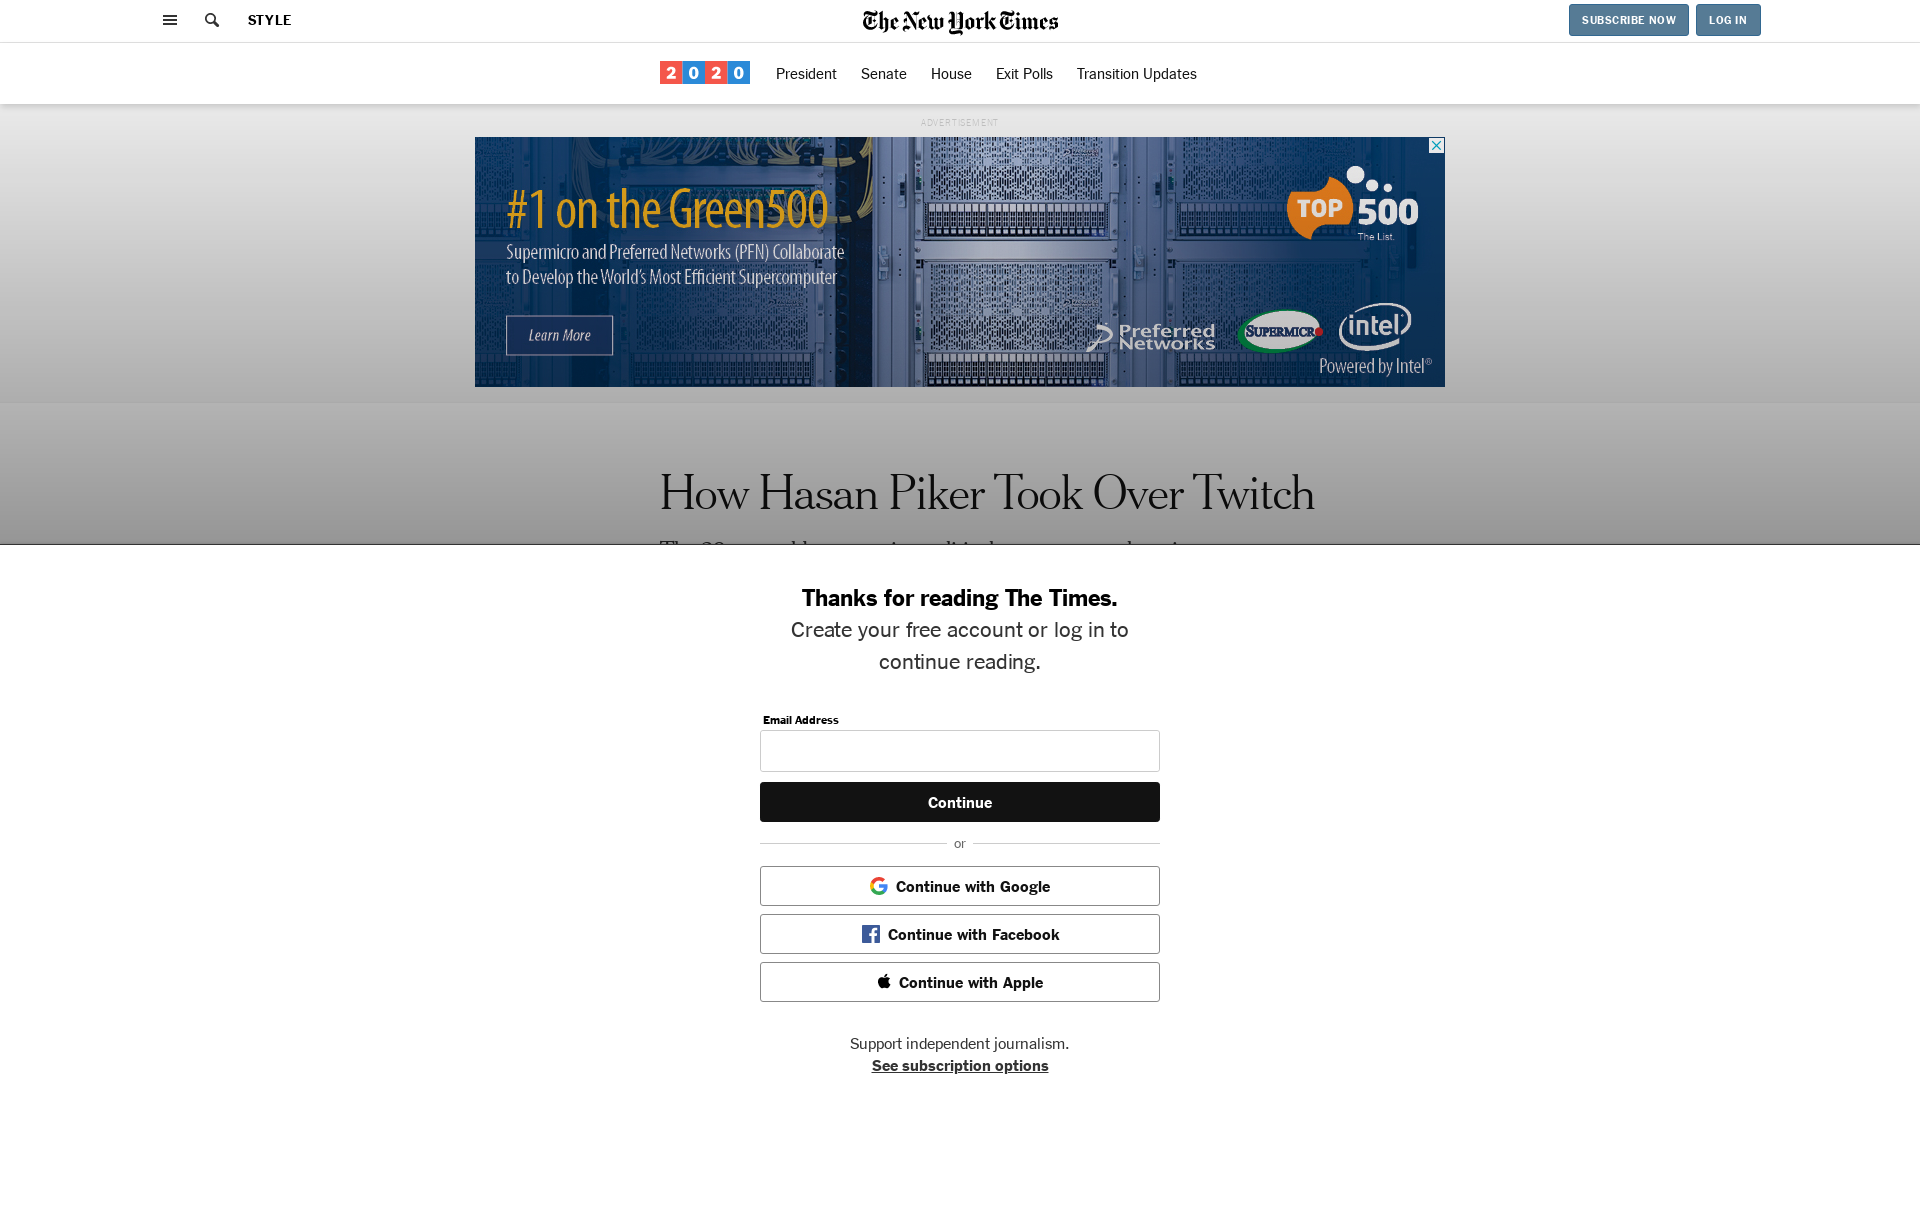 STYLE
The New York Times
SUBSCRIBE NOW
LOG IN
2020
President
Senate
House
Exit Polls
Transition Updates
ADVERTISEMENT
#1 on the Green500
Supermicro and Preferred Networks (PFN) Collaborate
to Develop the World's Most Efficient Supercomputer
Learn More
TOP 500
The List.
Preferred
Networks
SUPERMICR
intel
Powered by Intel®
How Hasan Piker Took Over Twitch
Thanks for reading The Times.
Create your free account or log in to
continue reading.
Email Address
Continue
or
Continue with Google
Continue with Facebook
Continue with Apple
Support independent journalism.
See subscription options